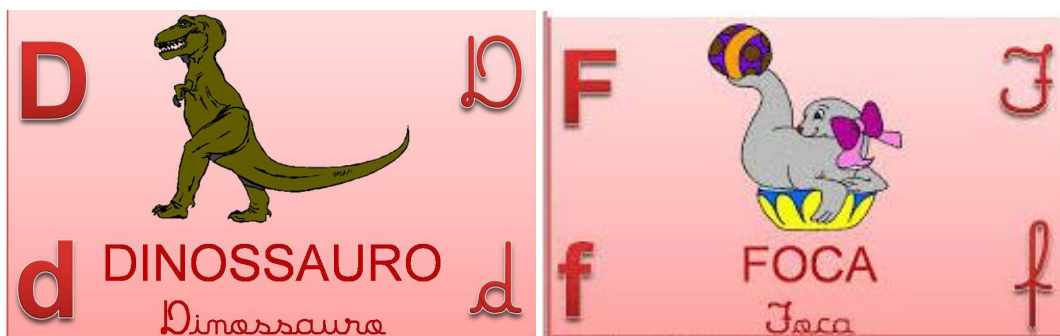 D D
d d
DINOSSAURO
Dinossauro
F F
f f
FOCA
Foca